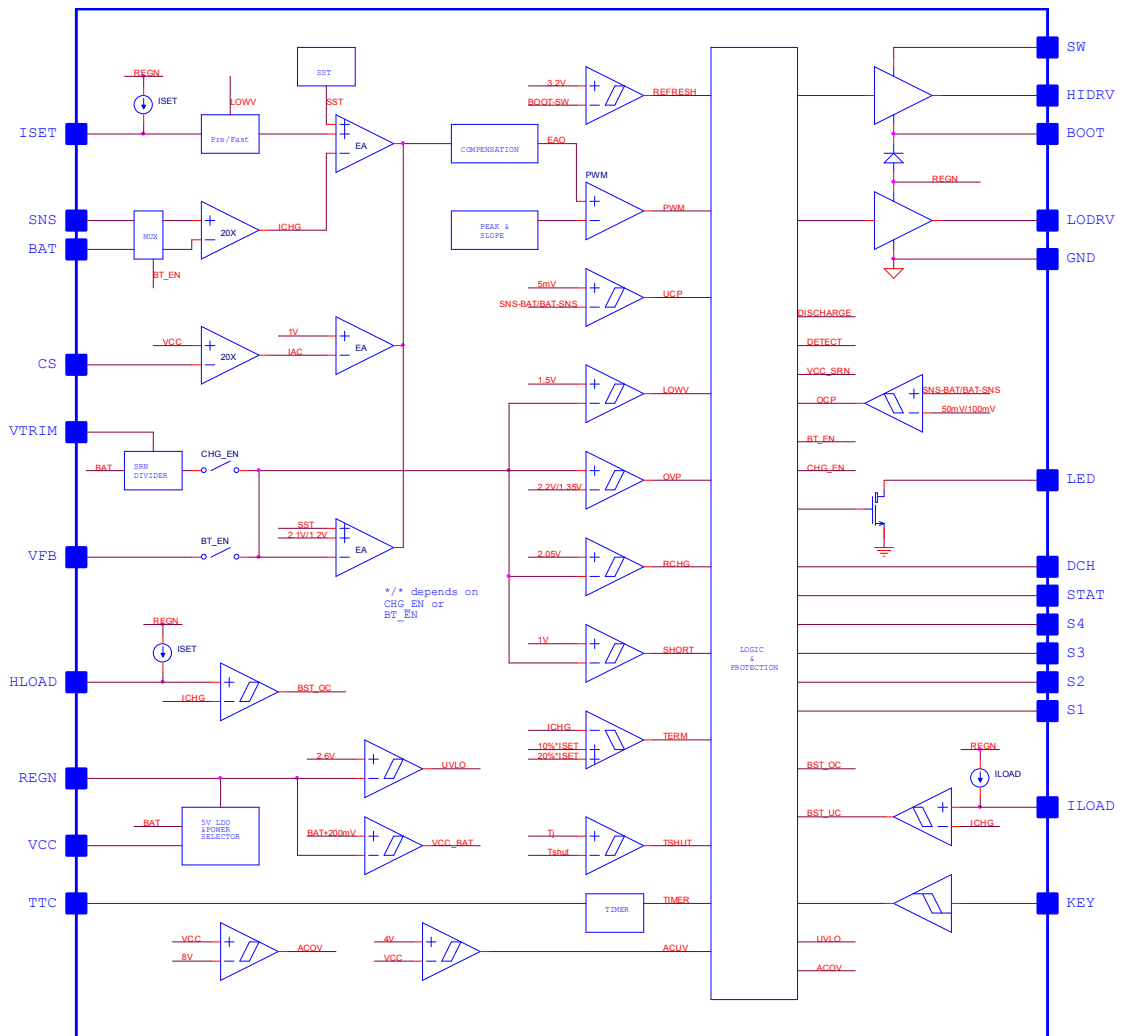 SW
SST
REGN
3.2V
ISET
LOWV
SST
BOOT-SW
REFRESH
HIDRV
ISET
Pre/Fast
EA
COMPENSATION
EAO
BOOT
PWM
REGN
SNS
BAT
MUX
20X
ICHG
PEAK &
SLOPE
PWM
LODRV
BT_EN
GND
5mV
SNS-BAT/BAT-SNS
UCP
DISCHARGE
1V
VCC
20X
IAC
EA
DETECT
CS
VCC_SRN
1.5V
LOWV
SNS-BAT/BAT-SNS
OCP
50mV/100mV
VTRIM
BT_EN
CHG_EN
BAT
SRN
DIVIDER
CHG_EN
LED
2.2V/1.35V
OVP
SST
2.1V/1.2V
BT_EN
EA
VFB
2.05V
RCHG
DCH
*/* depends on
CHG_EN or
BT_EN
STAT
S4
REGN
ISET
1V
SHORT
LOGIC
&
PROTECTION
S3
HLOAD
ICHG
BST_OC
S2
S1
ICHG
10%*ISET
20%*ISET
TERM
REGN
2.6V
UVLO
BST_OC
REGN
ILOAD
BAT
5V LDO
&POWER
SELECTOR
BST_UC
ICHG
ILOAD
VCC
BAT+200mV
VCC_BAT
Tj
Tshut
TSHUT
TTC
TIMER
TIMER
KEY
VCC
8V
ACOV
4V
VCC
ACUV
UVLO
ACOV